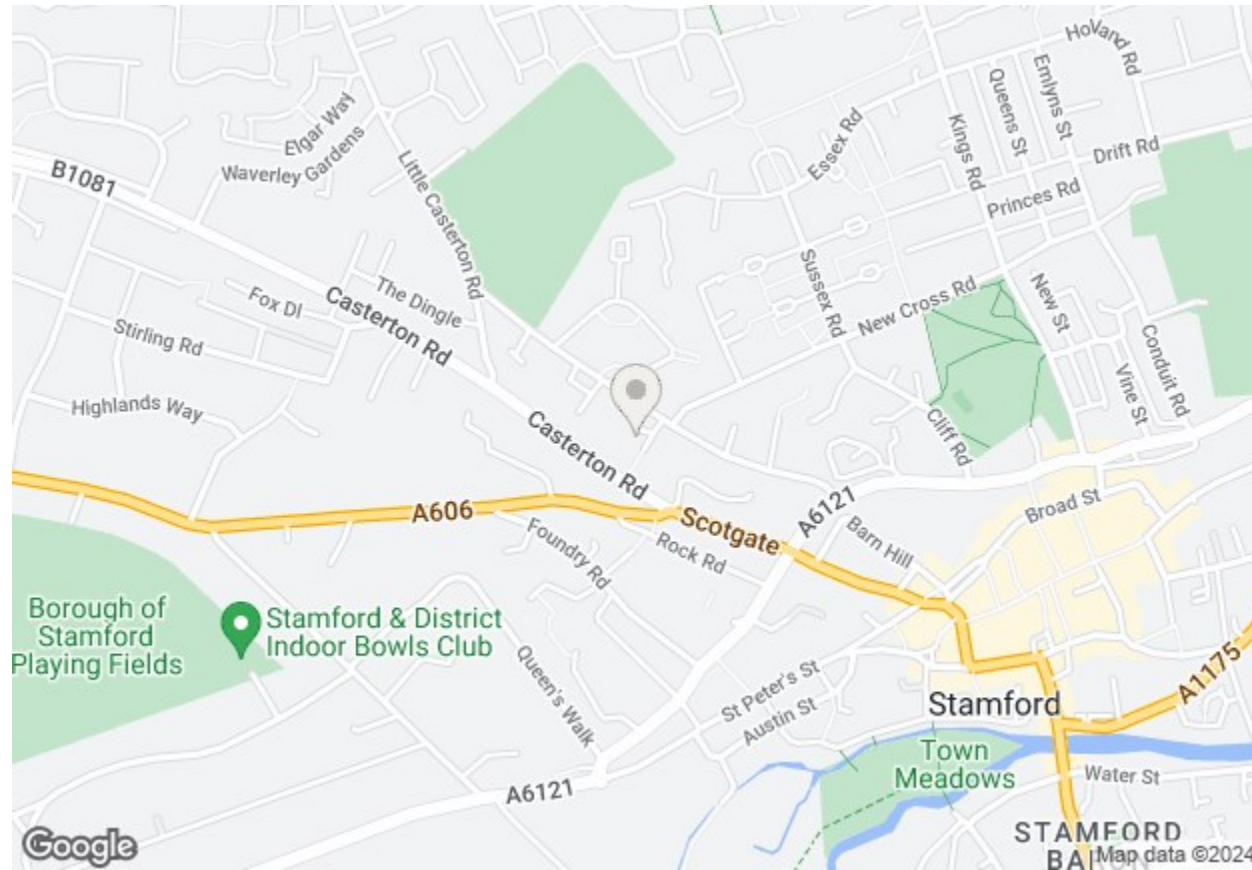 Holland Rd
Emlyns St
Queens St
Kings Rd
Essex Rd
Drift Rd
Princes Rd
Elgar Way
Waverley Gardens
B1081
Little Casterton Rd
The Dingle
Fox Dl
Casterton Rd
Stirling Rd
Highlands Way
Sussex Rd
New Cross Rd
New St
Conduit Rd
Vine St
Cliff Rd
Casterton Rd
A606
Scotgate
A6121
Barn Hill
Broad St
Foundry Rd
Rock Rd
Borough of
Stamford
Playing Fields
Stamford & District
Indoor Bowls Club
Queen's Walk
St Peter's St
Austin St
Stamford
A1175
Town
Meadows
Water St
A6121
STAMFORD
Google
Map data ©2024